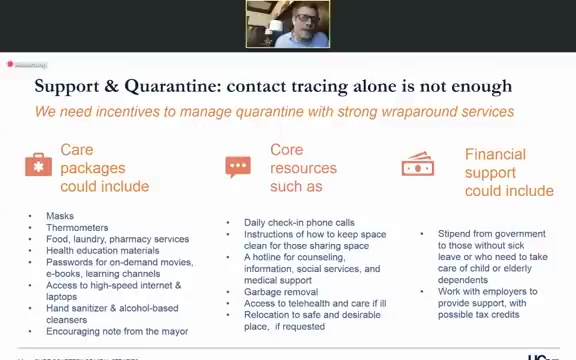 Support & Quarantine: contact tracing alone is not enough
We need incentives to manage quarantine with strong wraparound services
Care
packages
could include
• Masks
• Thermometers
• Food, laundry, pharmacy services
• Health education materials
• Passwords for on-demand movies,
e-books, learning channels
• Access to high-speed internet &
laptops
• Hand sanitizer & alcohol-based
cleansers
• Encouraging note from the mayor
Core
resources
such as
• Daily check-in phone calls
• Instructions of how to keep space
clean for those sharing space
• A hotline for counseling,
information, social services, and
medical support
• Garbage removal
• Access to telehealth and care if ill
• Relocation to safe and desirable
place, if requested
Financial
support
could include
• Stipend from government
to those without sick
leave or who need to take
care of child or elderly
dependents
• Work with employers to
provide support, with
possible tax credits